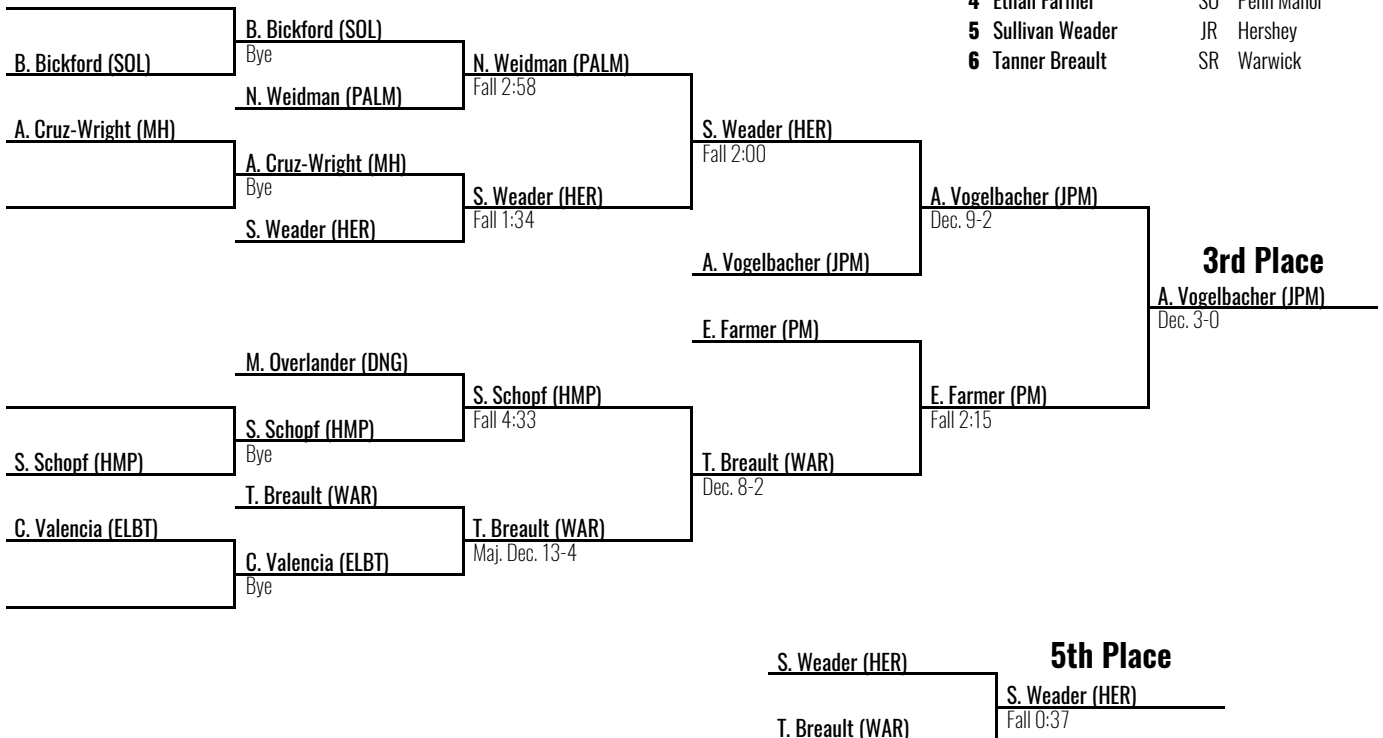 4 Ethan Farmer SO Penn Manor
5 Sullivan Weader JR Hershey
6 Tanner Breault SR Warwick
B. Bickford (SOL)
Bye
B. Bickford (SOL)
N. Weidman (PALM)
Fall 2:58
N. Weidman (PALM)
A. Cruz-Wright (MH)
S. Weader (HER)
Fall 2:00
A. Cruz-Wright (MH)
Bye
S. Weader (HER)
Fall 1:34
A. Vogelbacher (JPM)
Dec. 9-2
S. Weader (HER)
A. Vogelbacher (JPM)
3rd Place
A. Vogelbacher (JPM)
Dec. 3-0
E. Farmer (PM)
M. Overlander (DNG)
S. Schopf (HMP)
Fall 4:33
E. Farmer (PM)
Fall 2:15
S. Schopf (HMP)
Bye
S. Schopf (HMP)
T. Breault (WAR)
Dec. 8-2
T. Breault (WAR)
C. Valencia (ELBT)
T. Breault (WAR)
Maj. Dec. 13-4
C. Valencia (ELBT)
Bye
5th Place
S. Weader (HER)
S. Weader (HER)
Fall 0:37
T. Breault (WAR)